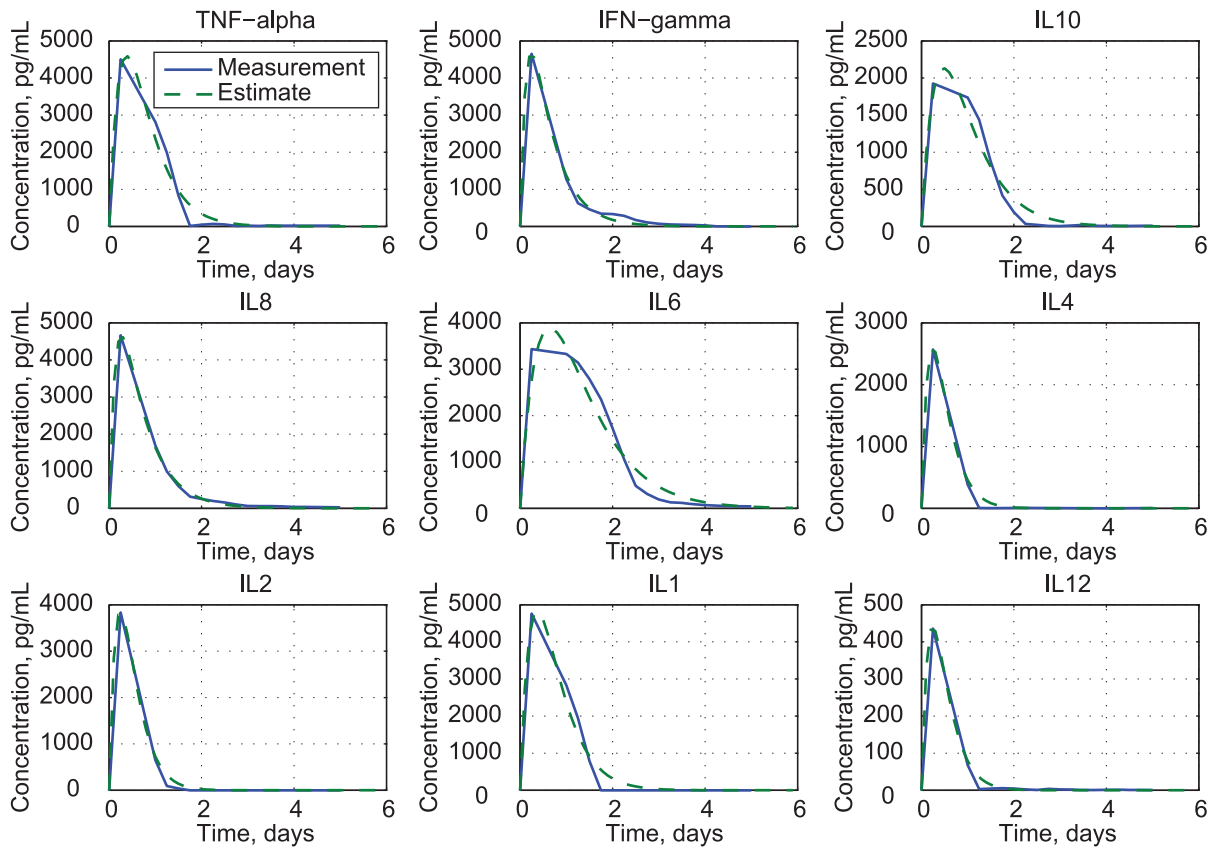 TNF−alpha
5000
4000
3000
2000
1000
0
Concentration, pg/mL
Measurement
Estimate
0 2 4 6
Time, days
IFN−gamma
5000
4000
3000
2000
1000
0
Concentration, pg/mL
0 2 4 6
Time, days
IL10
2500
2000
1500
1000
500
0
Concentration, pg/mL
0 2 4 6
Time, days
IL8
5000
4000
3000
2000
1000
0
Concentration, pg/mL
0 2 4 6
Time, days
IL6
4000
3000
2000
1000
0
Concentration, pg/mL
0 2 4 6
Time, days
IL4
3000
2000
1000
0
Concentration, pg/mL
0 2 4 6
Time, days
IL2
4000
3000
2000
1000
0
Concentration, pg/mL
0 2 4 6
Time, days
IL1
5000
4000
3000
2000
1000
0
Concentration, pg/mL
0 2 4 6
Time, days
IL12
500
400
300
200
100
0
Concentration, pg/mL
0 2 4 6
Time, days